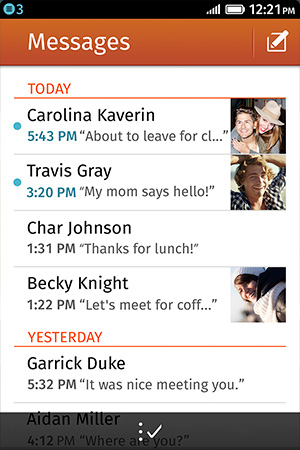 3 12:21 PM
Messages
TODAY
Carolina Kaverin
5:43 PM “About to leave for cl...”
Travis Gray
3:20 PM “My mom says hello!”
Char Johnson
1:31 PM “Thanks for lunch!”
Becky Knight
1:22 PM “Let's meet for coff...”
YESTERDAY
Garrick Duke
5:32 PM “It was nice meeting you.”
Aidan Miller
4:12 PM “Where are you?”